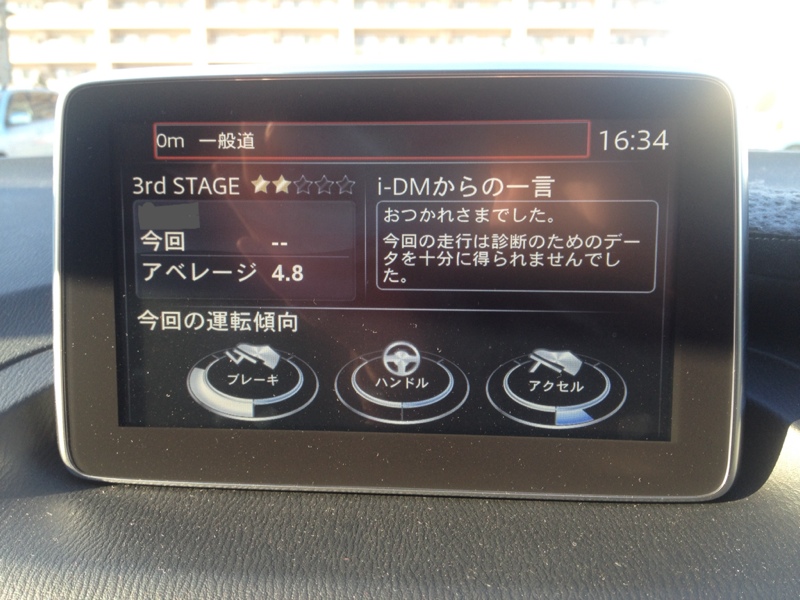 0m 一般道
16:34
3rd STAGE
今回 --
アベレージ 4.8
i-DMからの一言
おつかれさまでした。
今回の走行は診断のためのデー
タを十分に得られませんでし
た。
今回の運転傾向
ブレーキ
ハンドル
アクセル